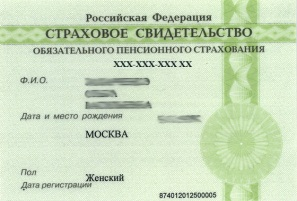 Российская Федерация
СТРАХОВОЕ СВИДЕТЕЛЬСТВО
ОБЯЗАТЕЛЬНОГО ПЕНСИОННОГО СТРАХОВАНИЯ
XXX-XXX-XXX XX
Ф.И.О.
Дата и место рождения
МОСКВА
Пол Женский
Дата регистрации
874012012500005